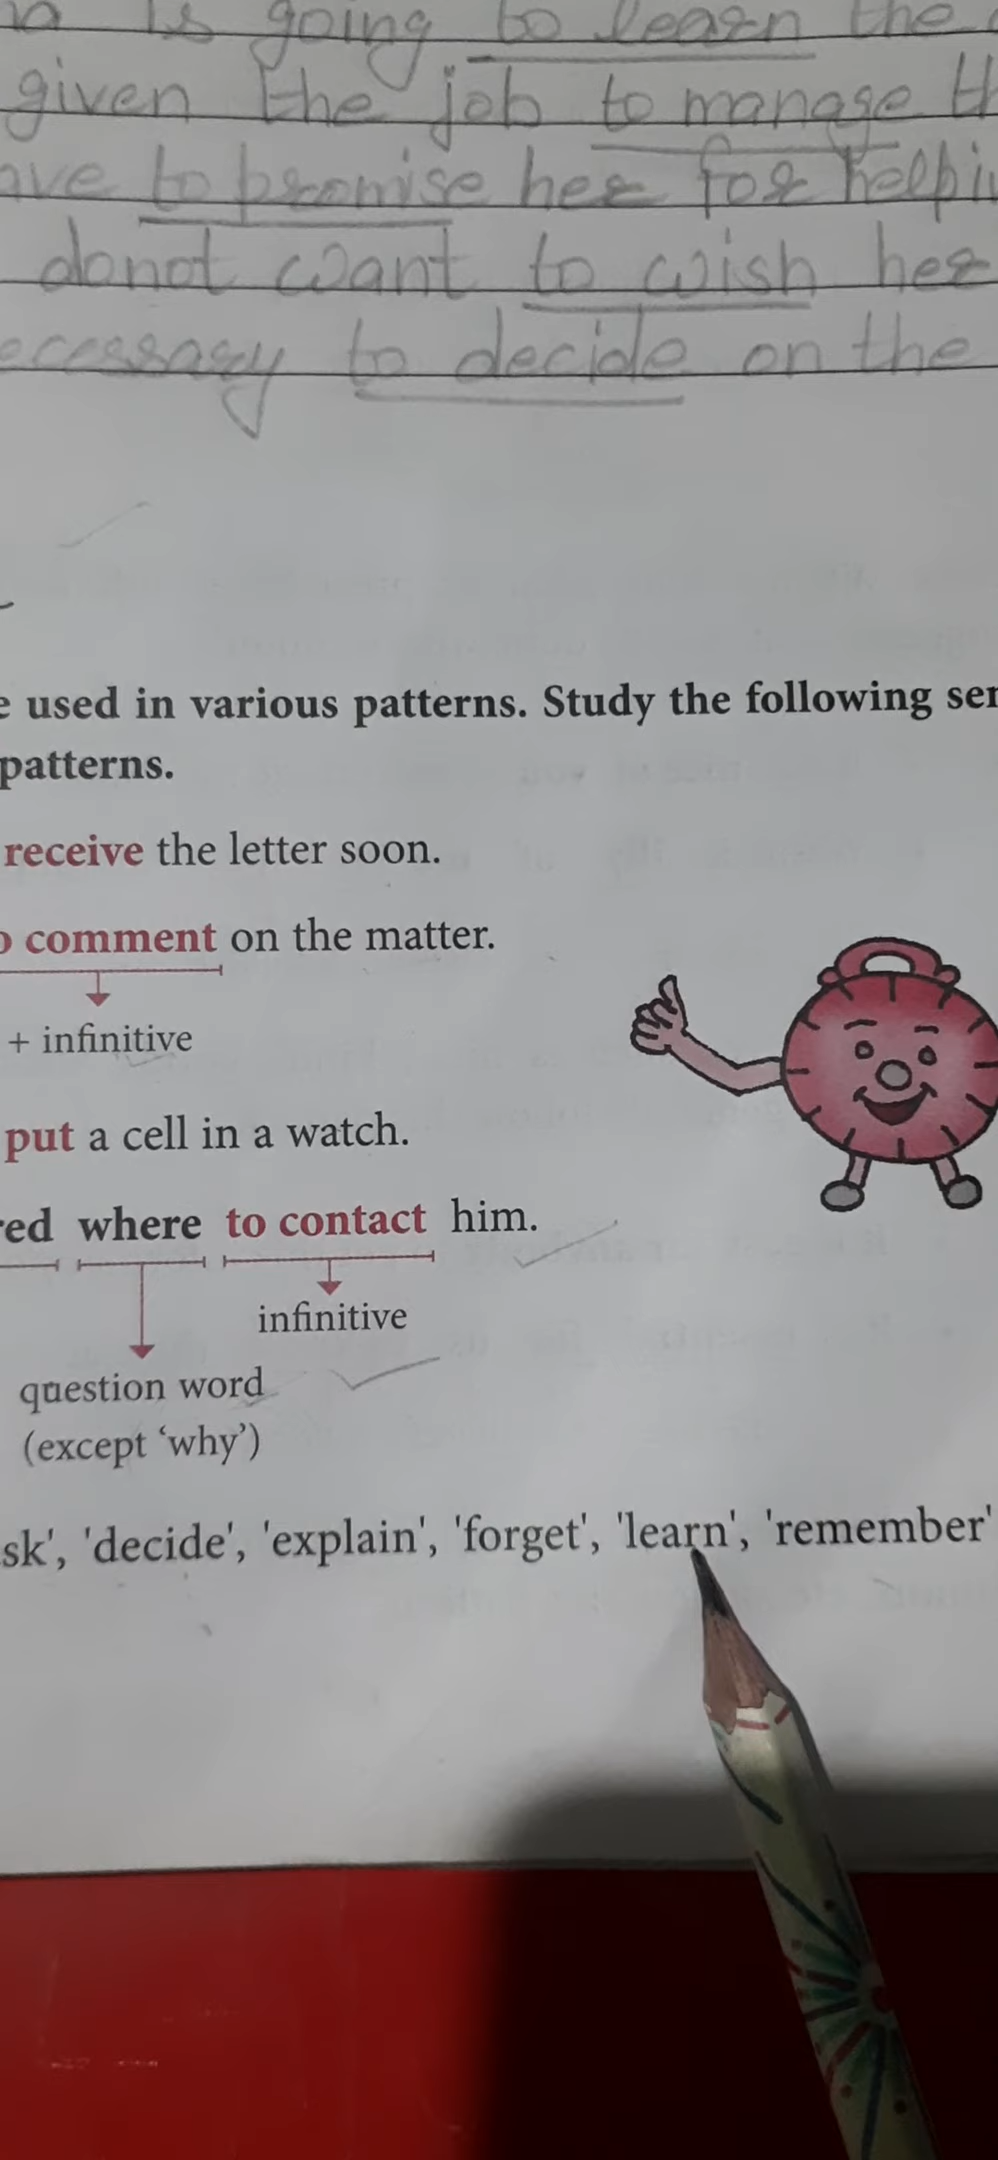 is going to learn the
given the job to manage th
ave to promise her for helpi
donot want to wish her
ecessary to decide on the
e used in various patterns. Study the following sen
patterns.
receive the letter soon.
o comment on the matter.
+ infinitive
put a cell in a watch.
red where to contact him.
infinitive
question word
(except 'why')
sk', 'decide', 'explain', 'forget', 'learn', 'remember'